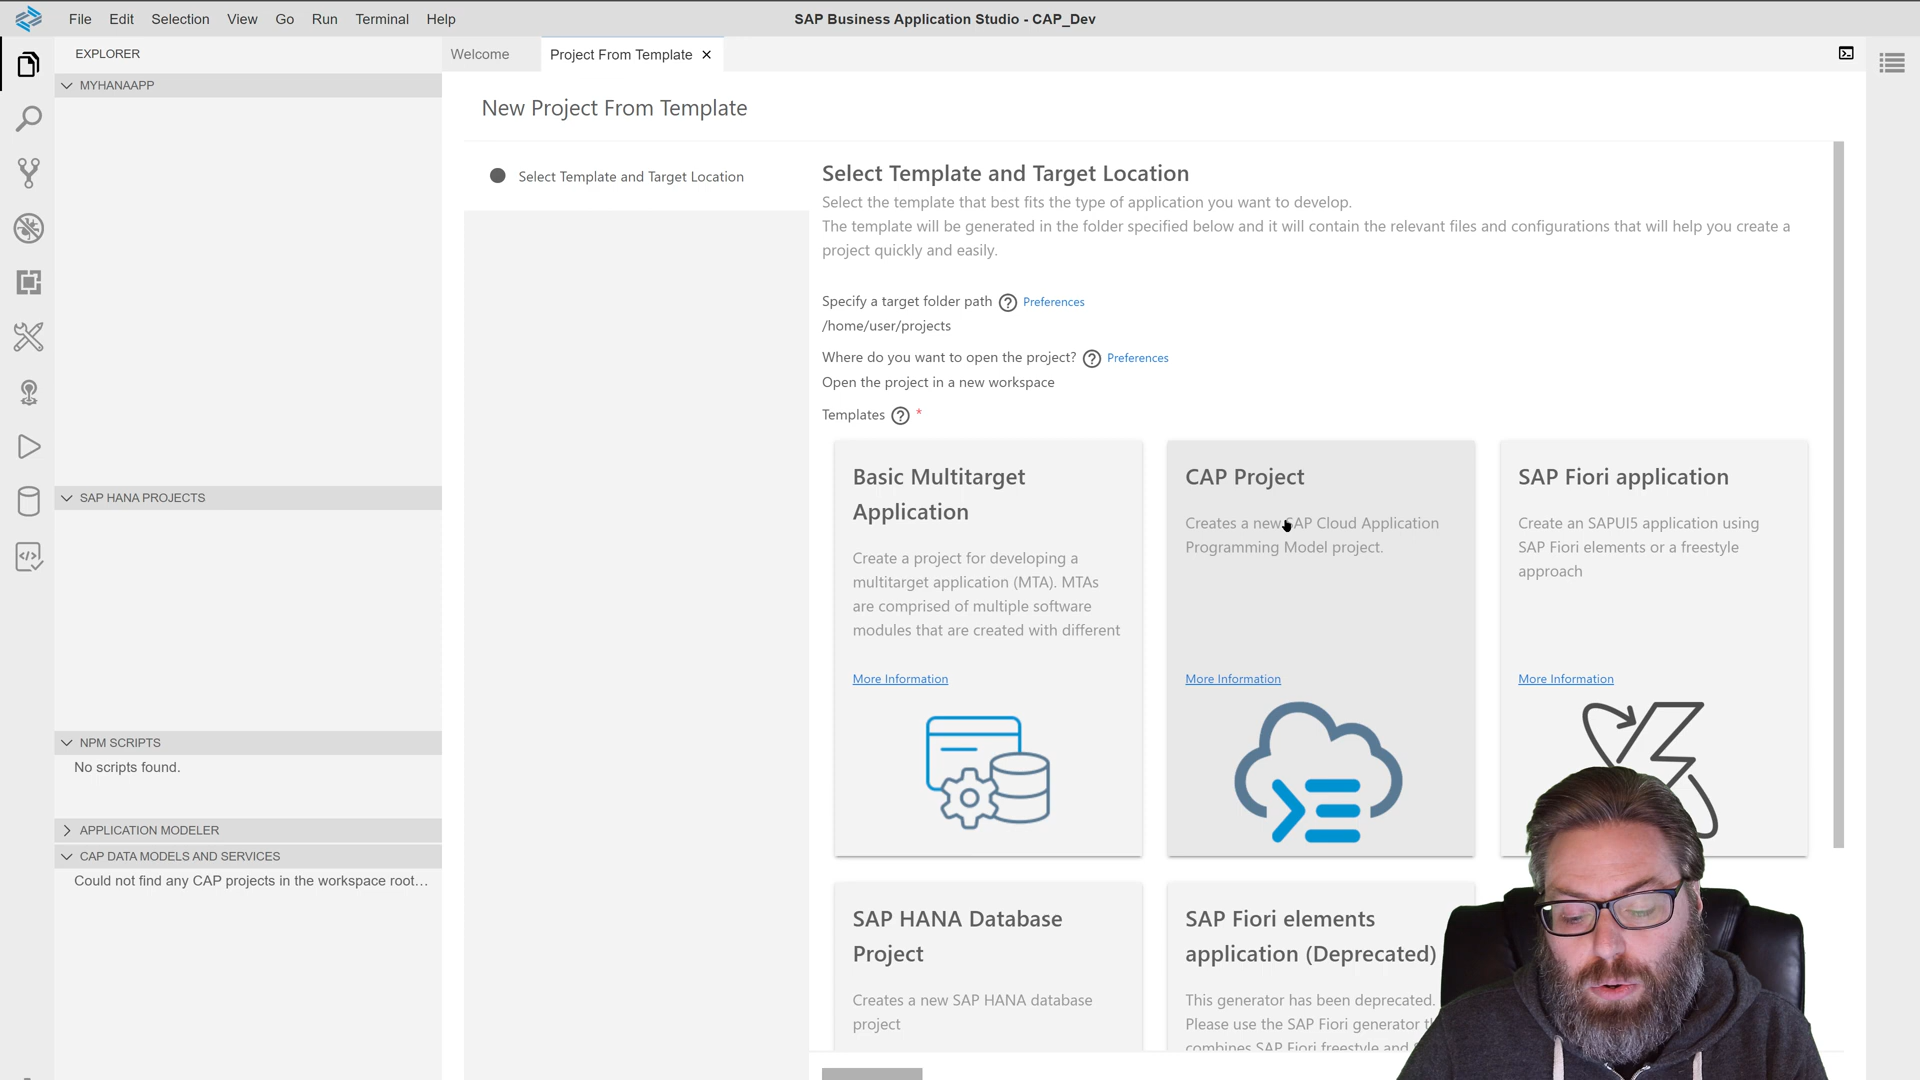 File Edit Selection View Go Run Terminal Help
SAP Business Application Studio - CAP_Dev
EXPLORER
MYHANAAPP
SAP HANA PROJECTS
NPM SCRIPTS
No scripts found.
APPLICATION MODELER
CAP DATA MODELS AND SERVICES
Could not find any CAP projects in the workspace root...
Welcome
Project From Template
New Project From Template
Select Template and Target Location
Select Template and Target Location
Select the template that best fits the type of application you want to develop.
The template will be generated in the folder specified below and it will contain the relevant files and configurations that will help you create a
project quickly and easily.
Specify a target folder path Preferences
/home/user/projects
Where do you want to open the project? Preferences
Open the project in a new workspace
Templates *
Basic Multitarget
Application
Create a project for developing a
multitarget application (MTA). MTAs
are comprised of multiple software
modules that are created with different
More Information
CAP Project
Creates a new SAP Cloud Application
Programming Model project.
More Information
SAP Fiori application
Create an SAPUI5 application using
SAP Fiori elements or a freestyle
approach
More Information
SAP HANA Database
Project
Creates a new SAP HANA database
project
SAP Fiori elements
application (Deprecated)
This generator has been deprecated.
Please use the SAP Fiori generator
combines SAP Fiori freestyle and